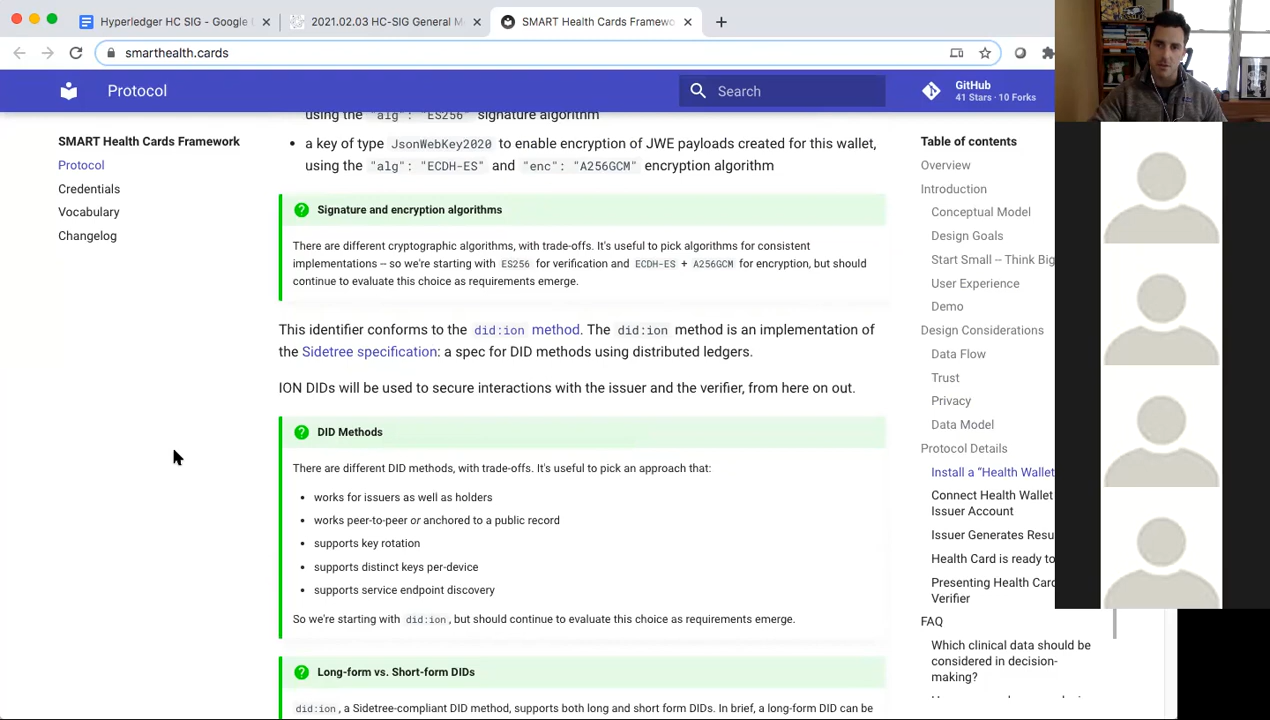 Hyperledger HC SIG - Google
2021.02.03 HC-SIG General M
SMART Health Cards Framewo
smarthealth.cards
Protocol
Search
GitHub
41 Stars · 10 Forks
SMART Health Cards Framework
Protocol
Credentials
Vocabulary
Changelog
using the "alg": "ES256" signature algorithm
• a key of type JsonWebKey2020 to enable encryption of JWE payloads created for this wallet,
using the "alg": "ECDH-ES" and "enc": "A256GCM" encryption algorithm
Signature and encryption algorithms
There are different cryptographic algorithms, with trade-offs. It's useful to pick algorithms for consistent
implementations -- so we're starting with ES256 for verification and ECDH-ES + A256GCM for encryption, but should
continue to evaluate this choice as requirements emerge.
This identifier conforms to the did:ion method. The did:ion method is an implementation of
the Sidetree specification: a spec for DID methods using distributed ledgers.
ION DIDs will be used to secure interactions with the issuer and the verifier, from here on out.
DID Methods
There are different DID methods, with trade-offs. It's useful to pick an approach that:
• works for issuers as well as holders
• works peer-to-peer or anchored to a public record
• supports key rotation
• supports distinct keys per-device
• supports service endpoint discovery
So we're starting with did:ion, but should continue to evaluate this choice as requirements emerge.
Long-form vs. Short-form DIDs
did:ion, a Sidetree-compliant DID method, supports both long and short form DIDs. In brief, a long-form DID can be
Table of contents
Overview
Introduction
Conceptual Model
Design Goals
Start Small -- Think Big
User Experience
Demo
Design Considerations
Data Flow
Trust
Privacy
Data Model
Protocol Details
Install a "Health Wallet
Connect Health Wallet
Issuer Account
Issuer Generates Resu
Health Card is ready to
Presenting Health Card
Verifier
FAQ
Which clinical data should be
considered in decision-
making?